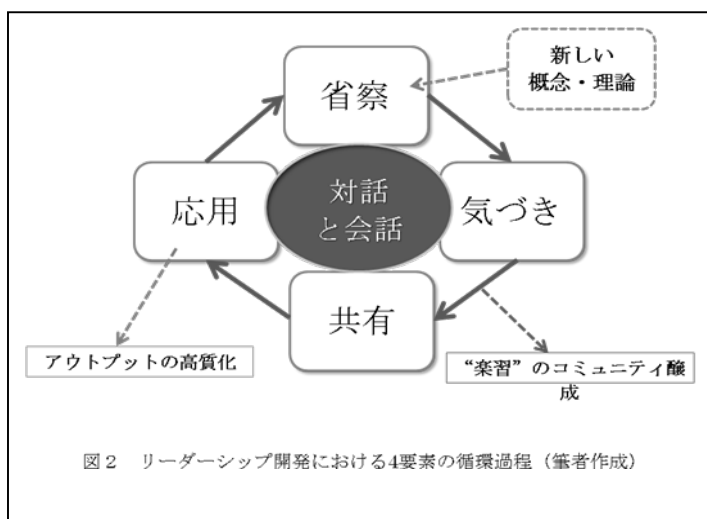 新しい
概念・理論
省察
対話
と会話
応用
気づき
共有
アウトプットの高質化
“楽習”のコミュニティ醸
成
図2 リーダーシップ開発における4要素の循環過程（筆者作成）